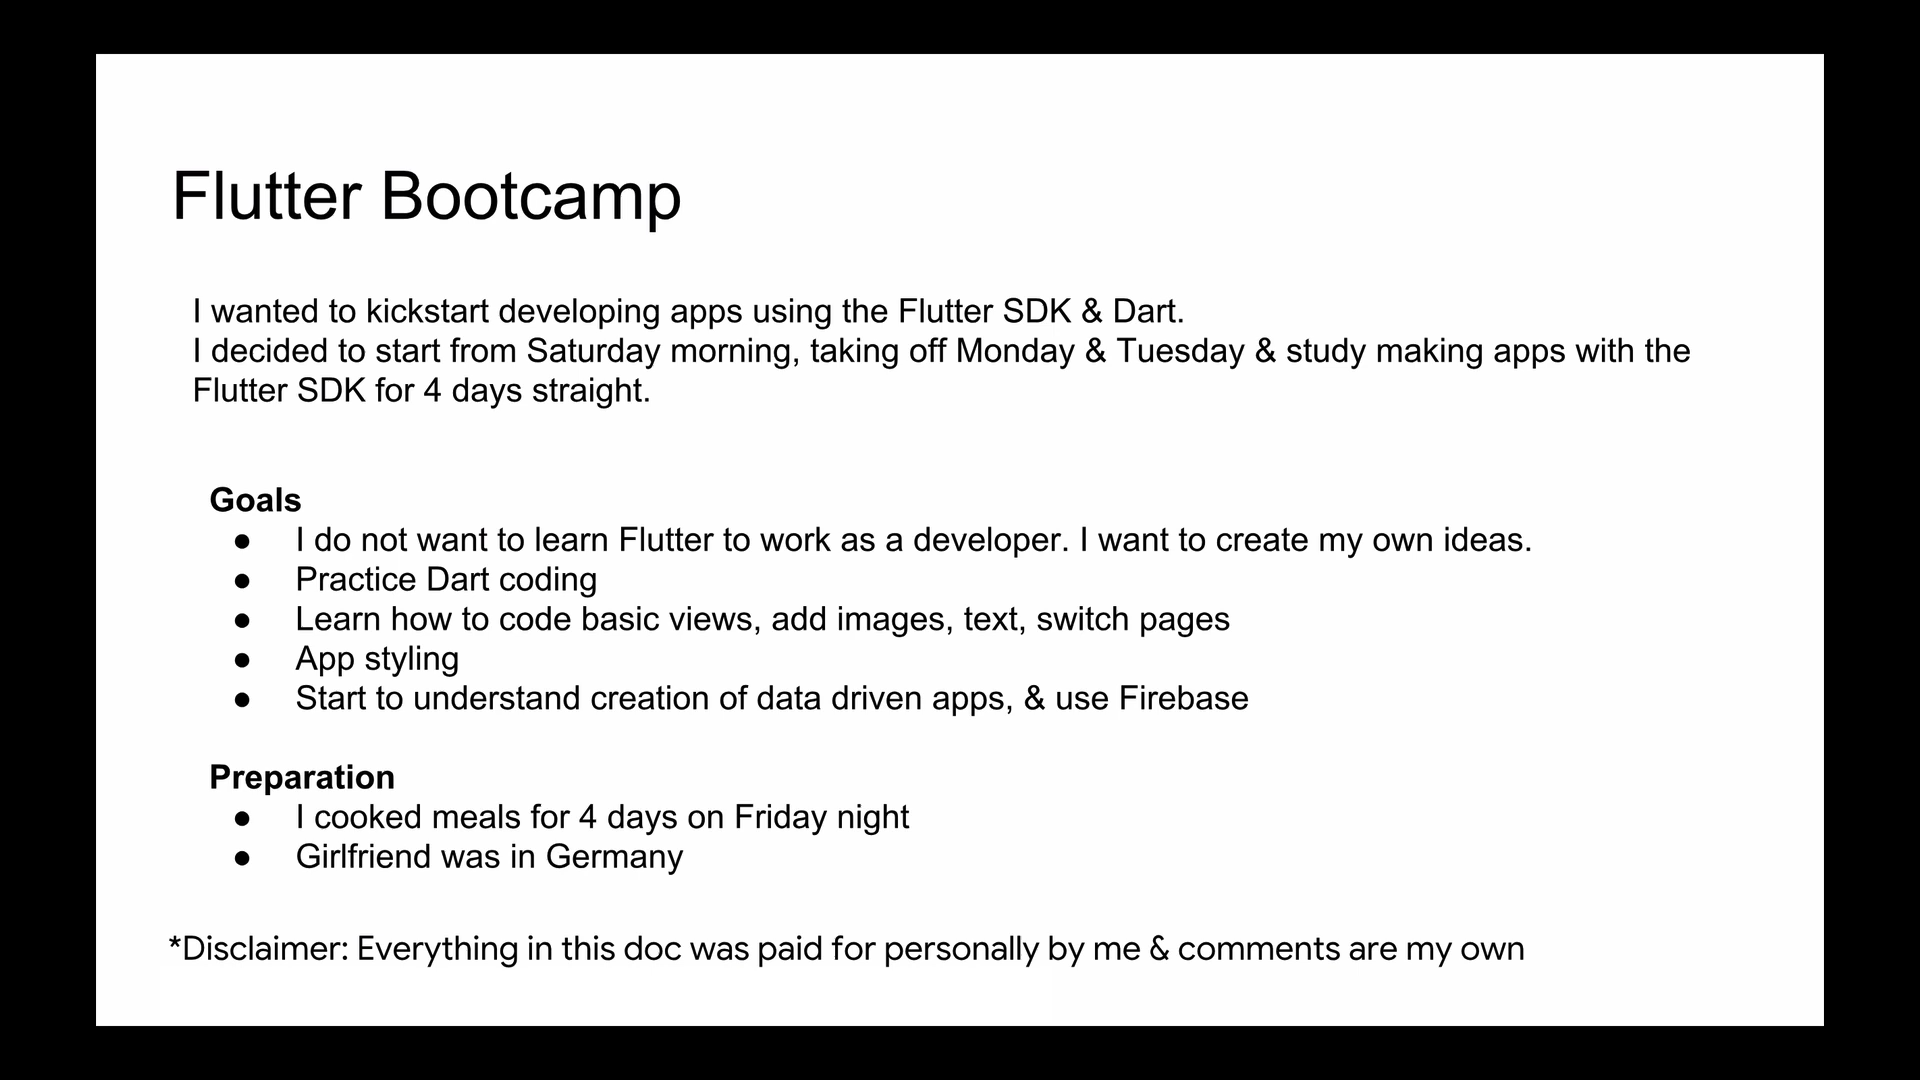 Flutter Bootcamp
I wanted to kickstart developing apps using the Flutter SDK & Dart.
I decided to start from Saturday morning, taking off Monday & Tuesday & study making apps with the
Flutter SDK for 4 days straight.
Goals
● I do not want to learn Flutter to work as a developer. I want to create my own ideas.
● Practice Dart coding
● Learn how to code basic views, add images, text, switch pages
● App styling
● Start to understand creation of data driven apps, & use Firebase
Preparation
● I cooked meals for 4 days on Friday night
● Girlfriend was in Germany
*Disclaimer: Everything in this doc was paid for personally by me & comments are my own